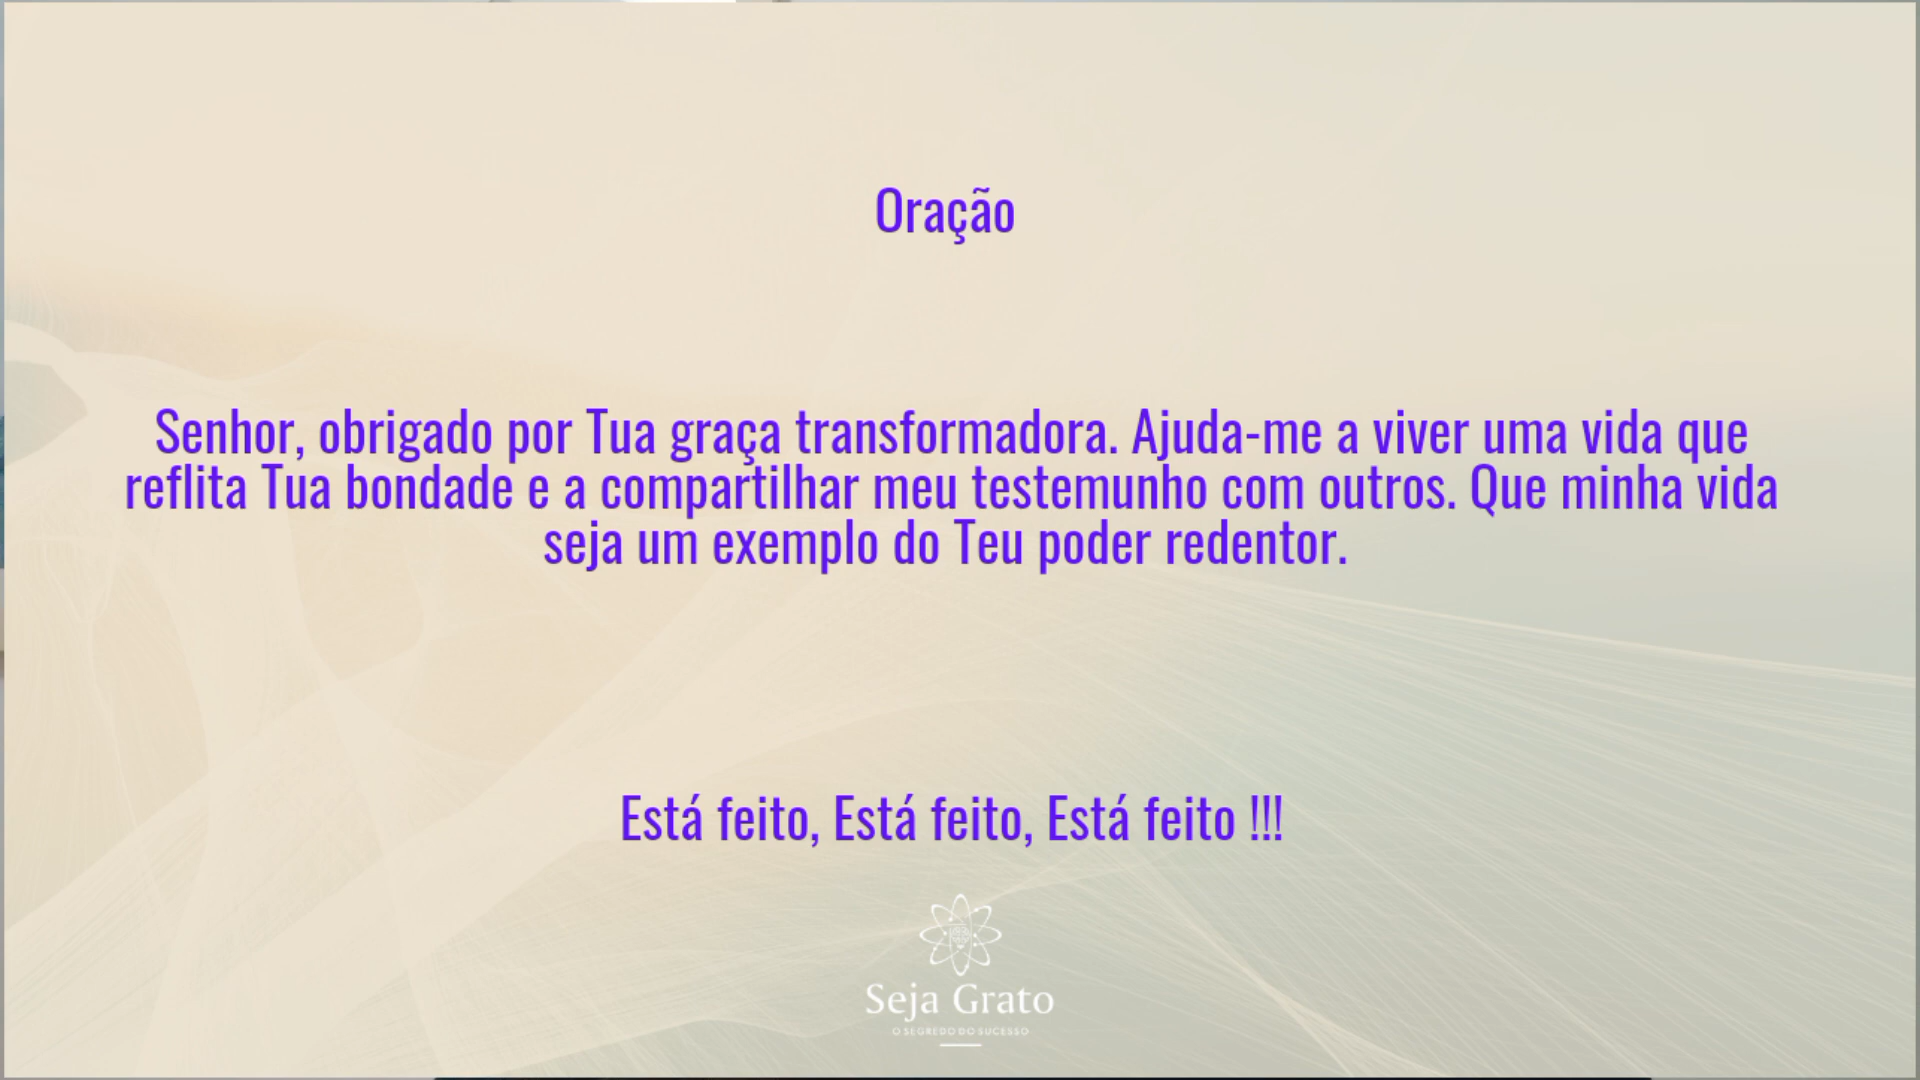 Oração
Senhor, obrigado por Tua graça transformadora. Ajuda-me a viver uma vida que
reflita Tua bondade e a compartilhar meu testemunho com outros. Que minha vida
seja um exemplo do Teu poder redentor.
Está feito, Está feito, Está feito !!!
Seja Grato
O SEGREDO DO SUCESSO